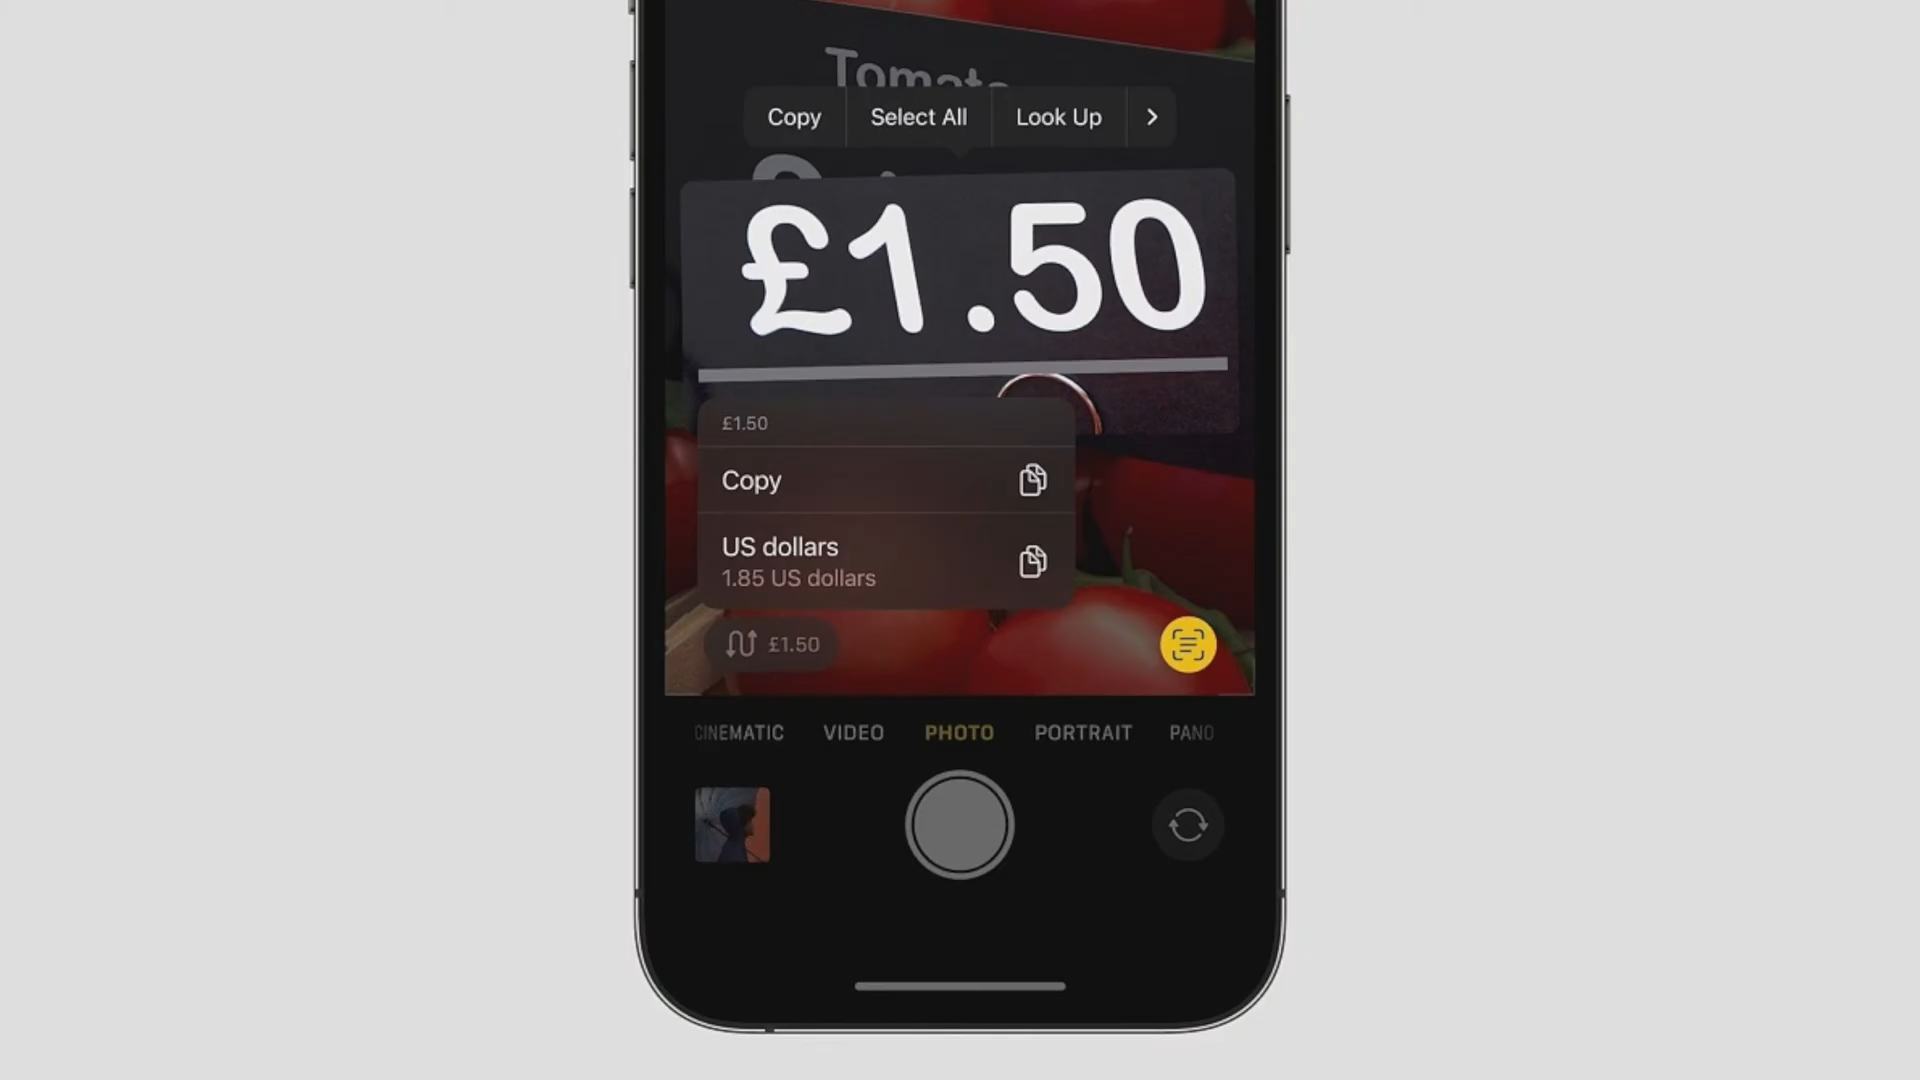 Copy Select All Look Up
£1.50
£1.50
Copy
US dollars
1.85 US dollars
£1.50
CINEMATIC VIDEO PHOTO PORTRAIT PANO